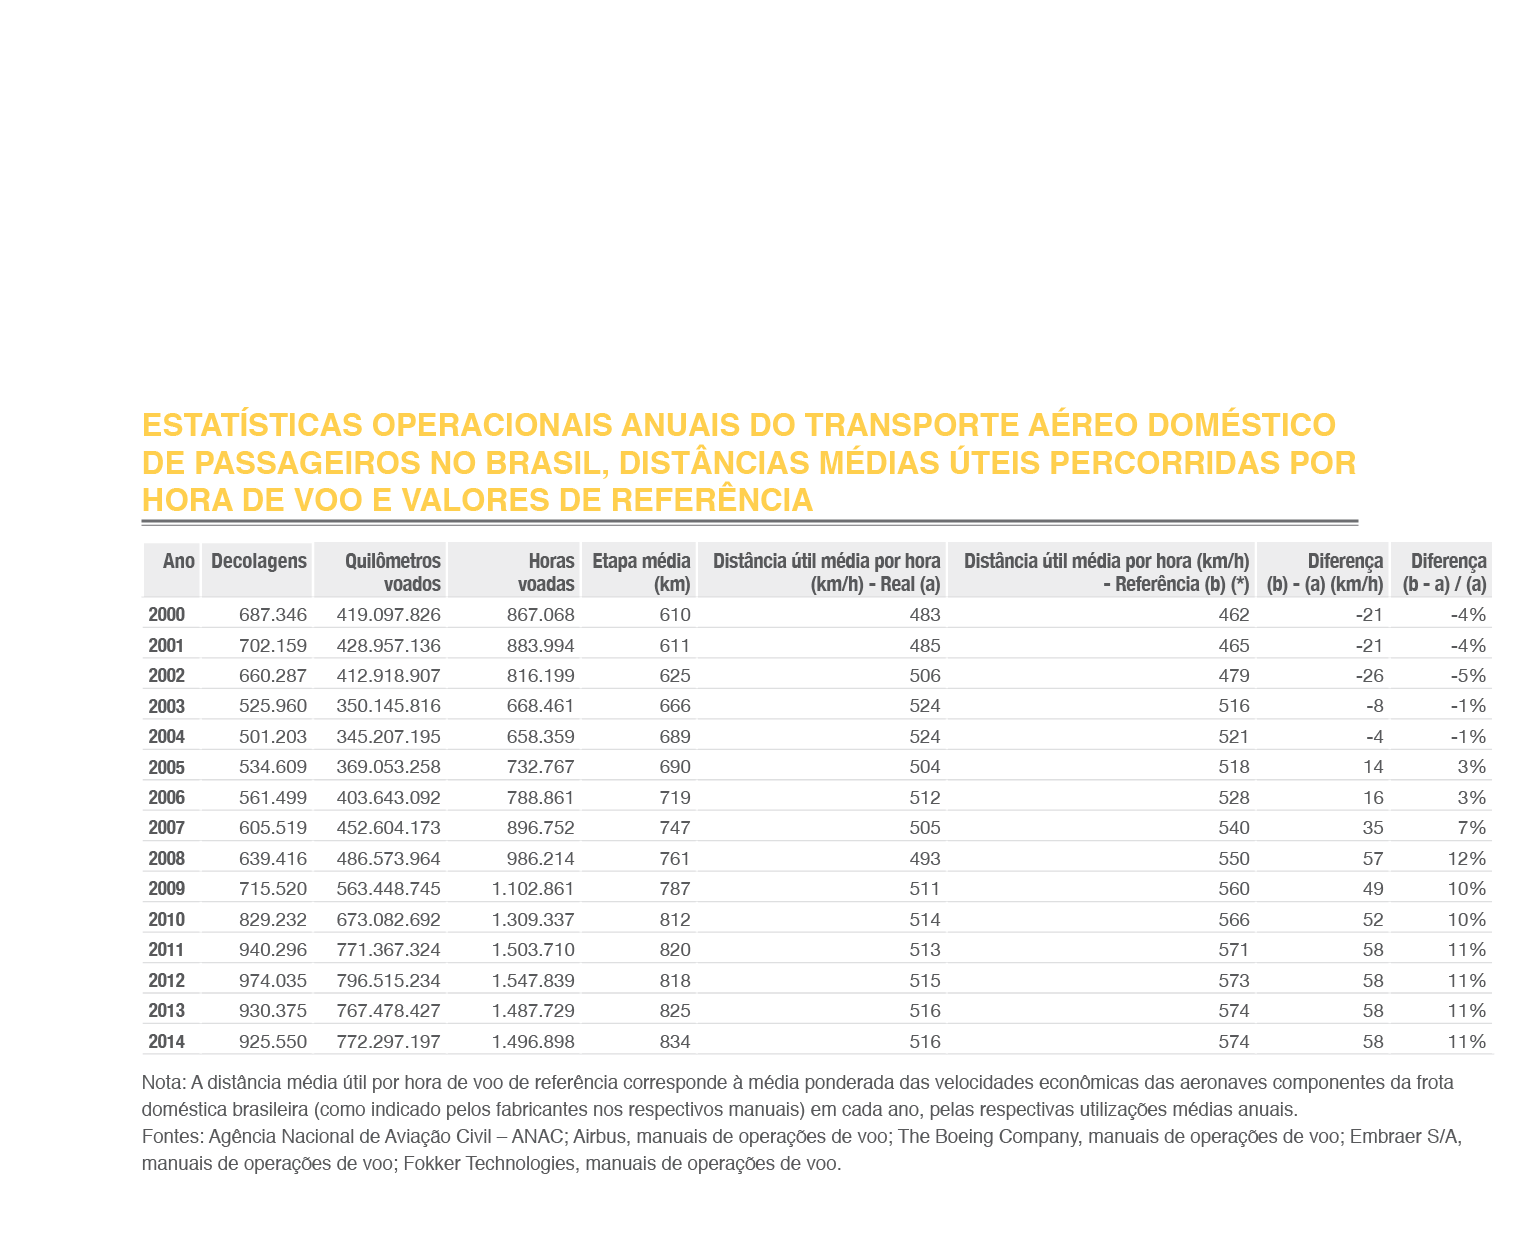 ESTATÍSTICAS OPERACIONAIS ANUAIS DO TRANSPORTE AÉREO DOMÉSTICO
DE PASSAGEIROS NO BRASIL, DISTÂNCIAS MÉDIAS ÚTEIS PERCORRIDAS POR
HORA DE VOO E VALORES DE REFERÊNCIA
Ano Decolagens Quilômetros voados Horas voadas Etapa média (km) Distância útil média por hora (km/h) - Real (a) Distância útil média por hora (km/h) - Referência (b) (*) Diferença (b) - (a) (km/h) Diferença (b - a) / (a)
2000 687.346 419.097.826 867.068 610 483 462 -21 -4%
2001 702.159 428.957.136 883.994 611 485 465 -21 -4%
2002 660.287 412.918.907 816.199 625 506 479 -26 -5%
2003 525.960 350.145.816 668.461 666 524 516 -8 -1%
2004 501.203 345.207.195 658.359 689 524 521 -4 -1%
2005 534.609 369.053.258 732.767 690 504 518 14 3%
2006 561.499 403.643.092 788.861 719 512 528 16 3%
2007 605.519 452.604.173 896.752 747 505 540 35 7%
2008 639.416 486.573.964 986.214 761 493 550 57 12%
2009 715.520 563.448.745 1.102.861 787 511 560 49 10%
2010 829.232 673.082.692 1.309.337 812 514 566 52 10%
2011 940.296 771.367.324 1.503.710 820 513 571 58 11%
2012 974.035 796.515.234 1.547.839 818 515 573 58 11%
2013 930.375 767.478.427 1.487.729 825 516 574 58 11%
2014 925.550 772.297.197 1.496.898 834 516 574 58 11%
Nota: A distância média útil por hora de voo de referência corresponde à média ponderada das velocidades econômicas das aeronaves componentes da frota
doméstica brasileira (como indicado pelos fabricantes nos respectivos manuais) em cada ano, pelas respectivas utilizações médias anuais.
Fontes: Agência Nacional de Aviação Civil – ANAC; Airbus, manuais de operações de voo; The Boeing Company, manuais de operações de voo; Embraer S/A,
manuais de operações de voo; Fokker Technologies, manuais de operações de voo.